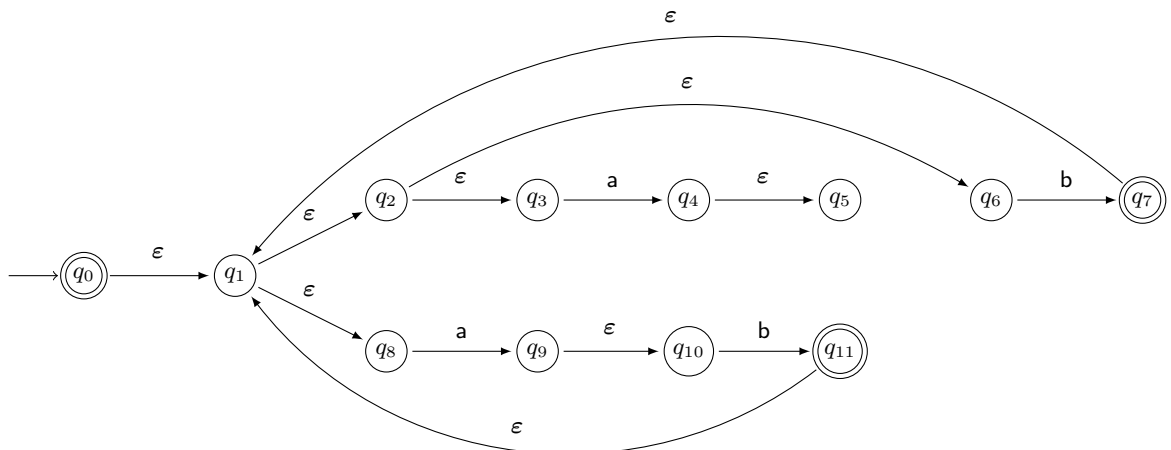 ε
ε
ε a ε b
q₂ q₃ q₄ q₅ q₆ q₇
ε
ε
q₀ q₁
ε
a ε b
q₈ q₉ q₁₀ q₁₁
ε